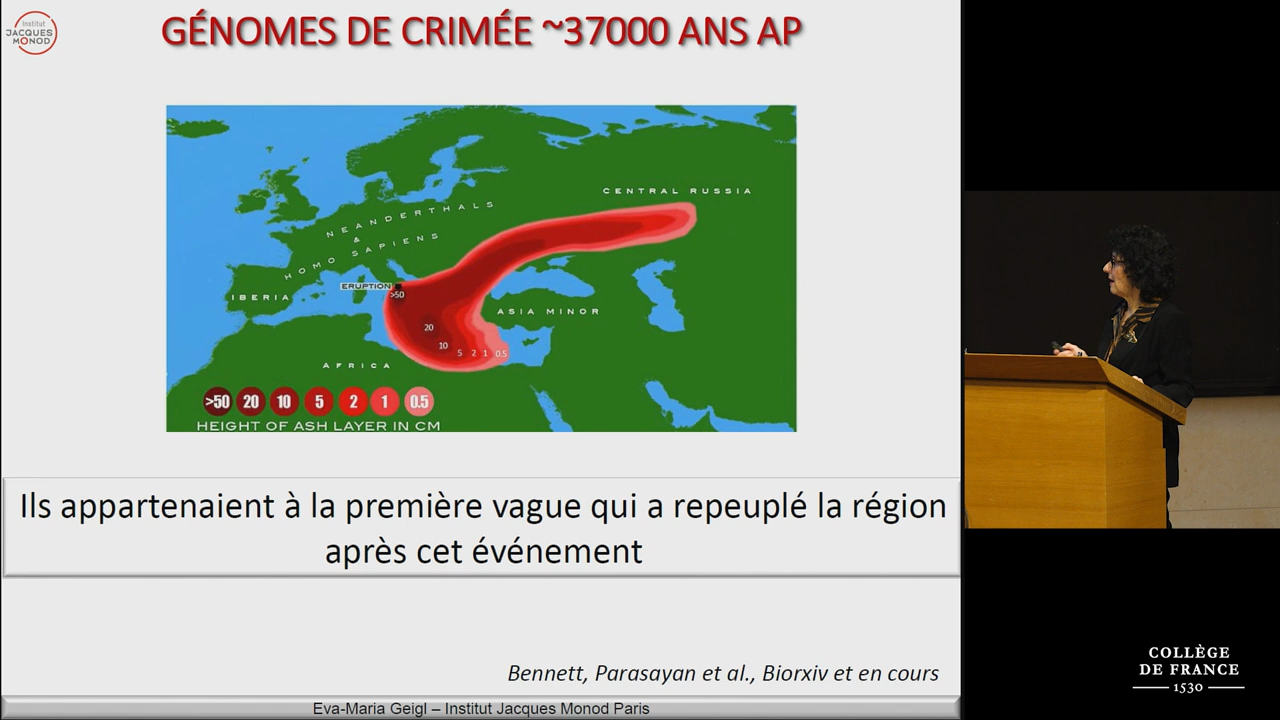 Institut
JACQUES
MONOD
GÉNOMES DE CRIMÉE ~37000 ANS AP
CENTRAL RUSSIA
NEANDERTHALS
&
HOMO SAPIENS
ERUPTION
>50
IBERIA
ASIA MINOR
20
10
5 2 1 0.5
AFRICA
>50 20 10 5 2 1 0.5
HEIGHT OF ASH LAYER IN CM
Ils appartenaient à la première vague qui a repeuplé la région
après cet événement
Bennett, Parasayan et al., Biorxiv et en cours
Eva-Maria Geigl – Institut Jacques Monod Paris
COLLÈGE
DE FRANCE
1530